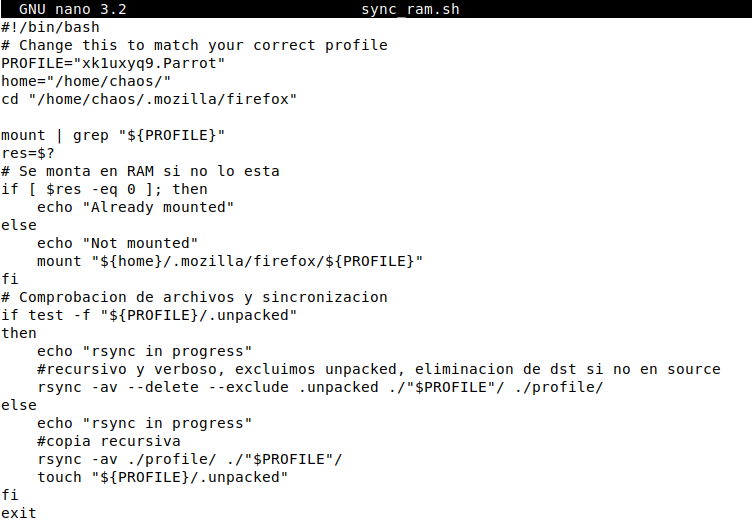 GNU nano 3.2 sync_ram.sh
#!/bin/bash
# Change this to match your correct profile
PROFILE="xk1uxyq9.Parrot"
home="/home/chaos/"
cd "/home/chaos/.mozilla/firefox"

mount | grep "${PROFILE}"
res=$?
# Se monta en RAM si no lo esta
if [ $res -eq 0 ]; then
    echo "Already mounted"
else
    echo "Not mounted"
    mount "${home}/.mozilla/firefox/${PROFILE}"
fi
# Comprobacion de archivos y sincronizacion
if test -f "${PROFILE}/.unpacked"
then
    echo "rsync in progress"
    #recursivo y verboso, excluimos unpacked, eliminacion de dst si no en source
    rsync -av --delete --exclude .unpacked ./"$PROFILE"/ ./profile/
else
    echo "rsync in progress"
    #copia recursiva
    rsync -av ./profile/ ./"$PROFILE"/
    touch "${PROFILE}/.unpacked"
fi
exit